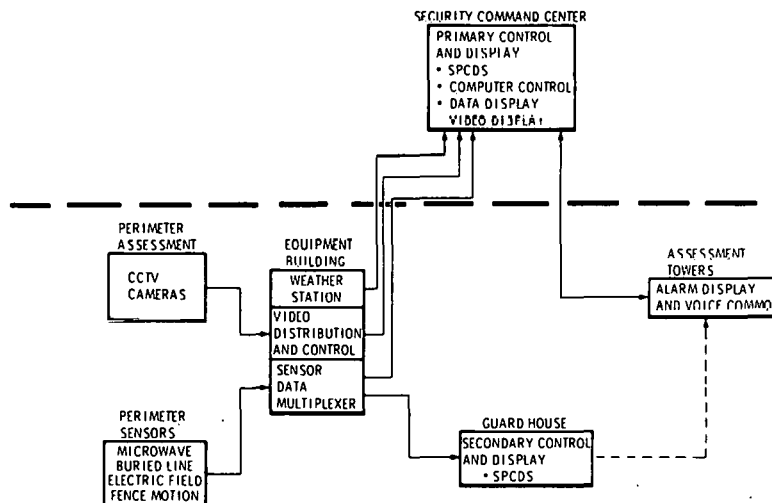 SECURITY COMMAND CENTER
PRIMARY CONTROL
AND DISPLAY
• SPCDS
• COMPUTER CONTROL
• DATA DISPLAY
VIDEO DISPLAY
PERIMETER
ASSESSMENT
CCTV
CAMERAS
EQUIPMENT
BUILDING
WEATHER
STATION
VIDEO
DISTRIBUTION
AND CONTROL
SENSOR
DATA
MULTIPLEXER
ASSESSMENT
TOWERS
ALARM DISPLAY
AND VOICE COMMO
PERIMETER
SENSORS
MICROWAVE
BURIED LINE
ELECTRIC FIELD
FENCE MOTION
GUARD HOUSE
SECONDARY CONTROL
AND DISPLAY
• SPCDS